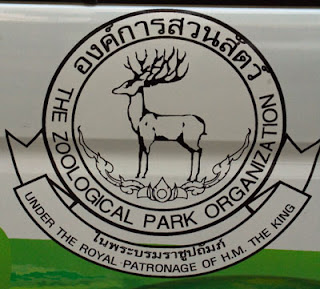 องค์การสวนสัตว์
THE ZOOLOGICAL PARK ORGANIZATION
ในพระบรมราชูปถัมภ์
UNDER THE ROYAL PATRONAGE OF H.M. THE KING